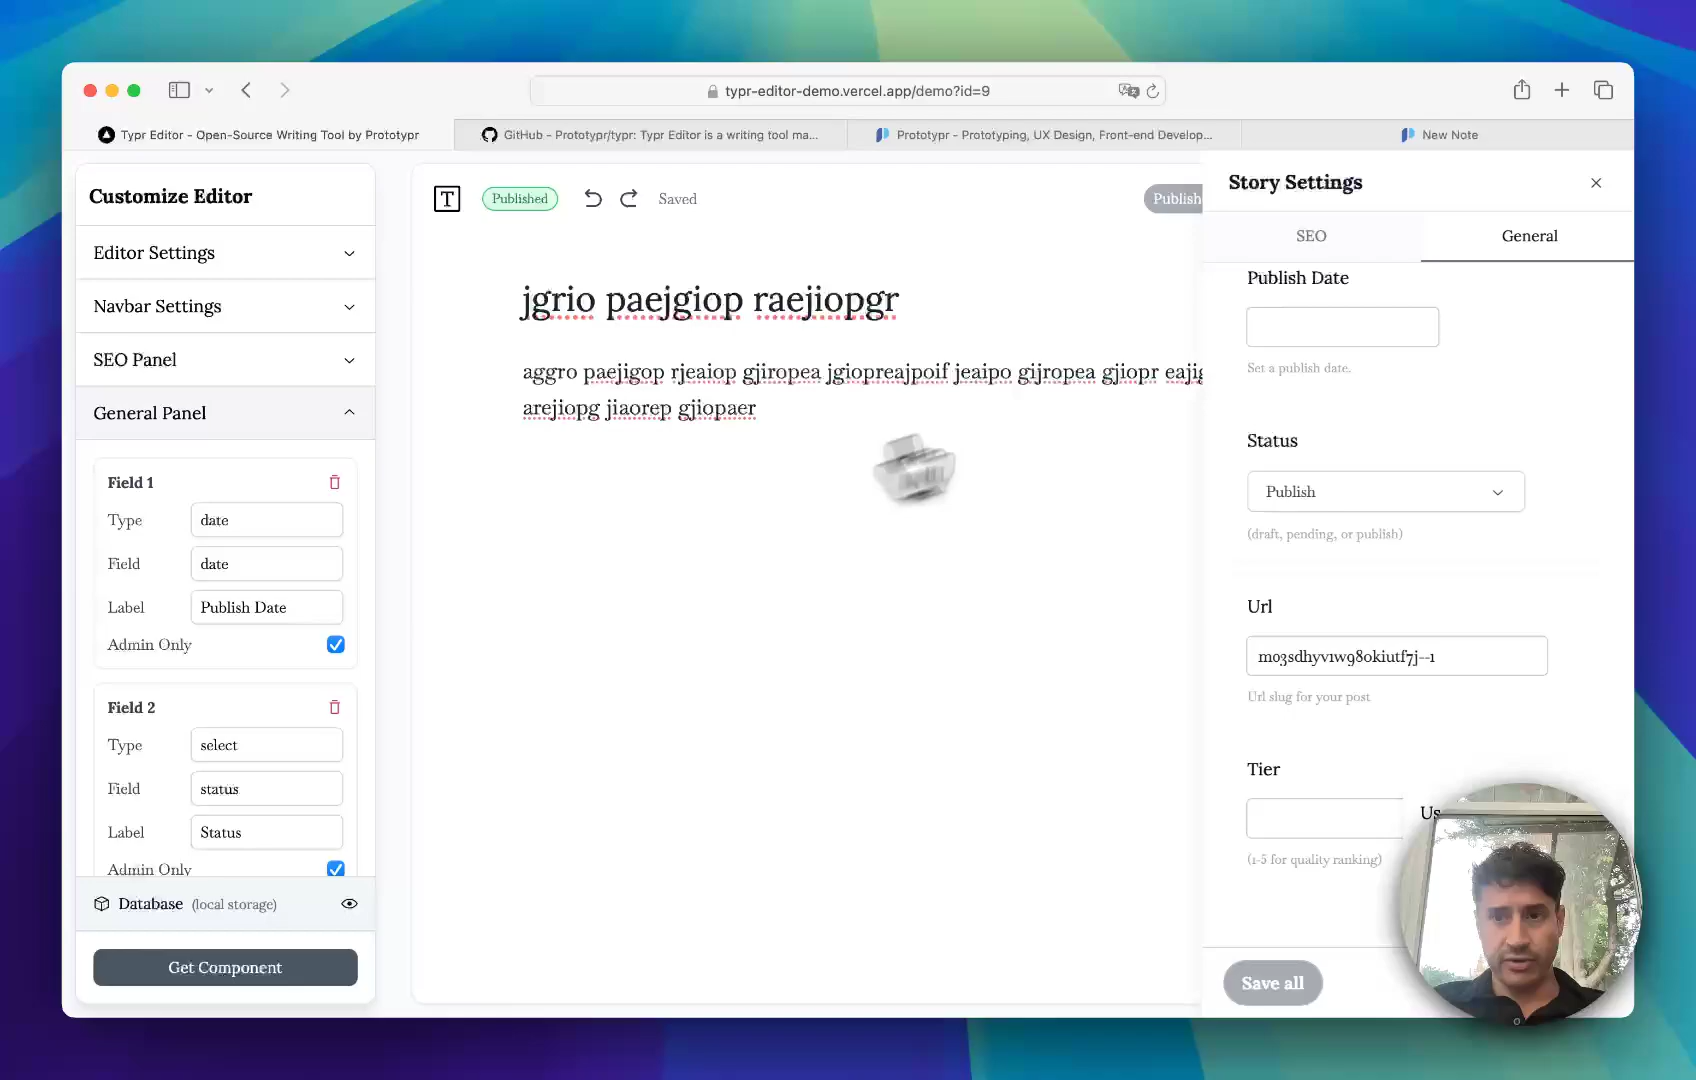 typr-editor-demo.vercel.app/demo?id=9
Typr Editor - Open-Source Writing Tool by Prototypr
GitHub - Prototypr/typr: Typr Editor is a writing tool ma...
Prototypr - Prototyping, UX Design, Front-end Develop...
New Note
Customize Editor
Editor Settings
Navbar Settings
SEO Panel
General Panel
Field 1
Type date
Field date
Label Publish Date
Admin Only
Field 2
Type select
Field status
Label Status
Admin Only
Database (local storage)
Get Component
T Published Saved Publish
jgrio paejgiop raejiopgr
aggro paejigop rjeaiop gjiropea jgiopreajpoif jeaipo gijropea gjiopr eajig
arejiopg jiaorep gjiopaer
Story Settings
SEO General
Publish Date
Set a publish date.
Status
Publish
(draft, pending, or publish)
Url
mo3sdhyv1w98okiutf7j--1
Url slug for your post
Tier
Us
(1-5 for quality ranking)
Save all